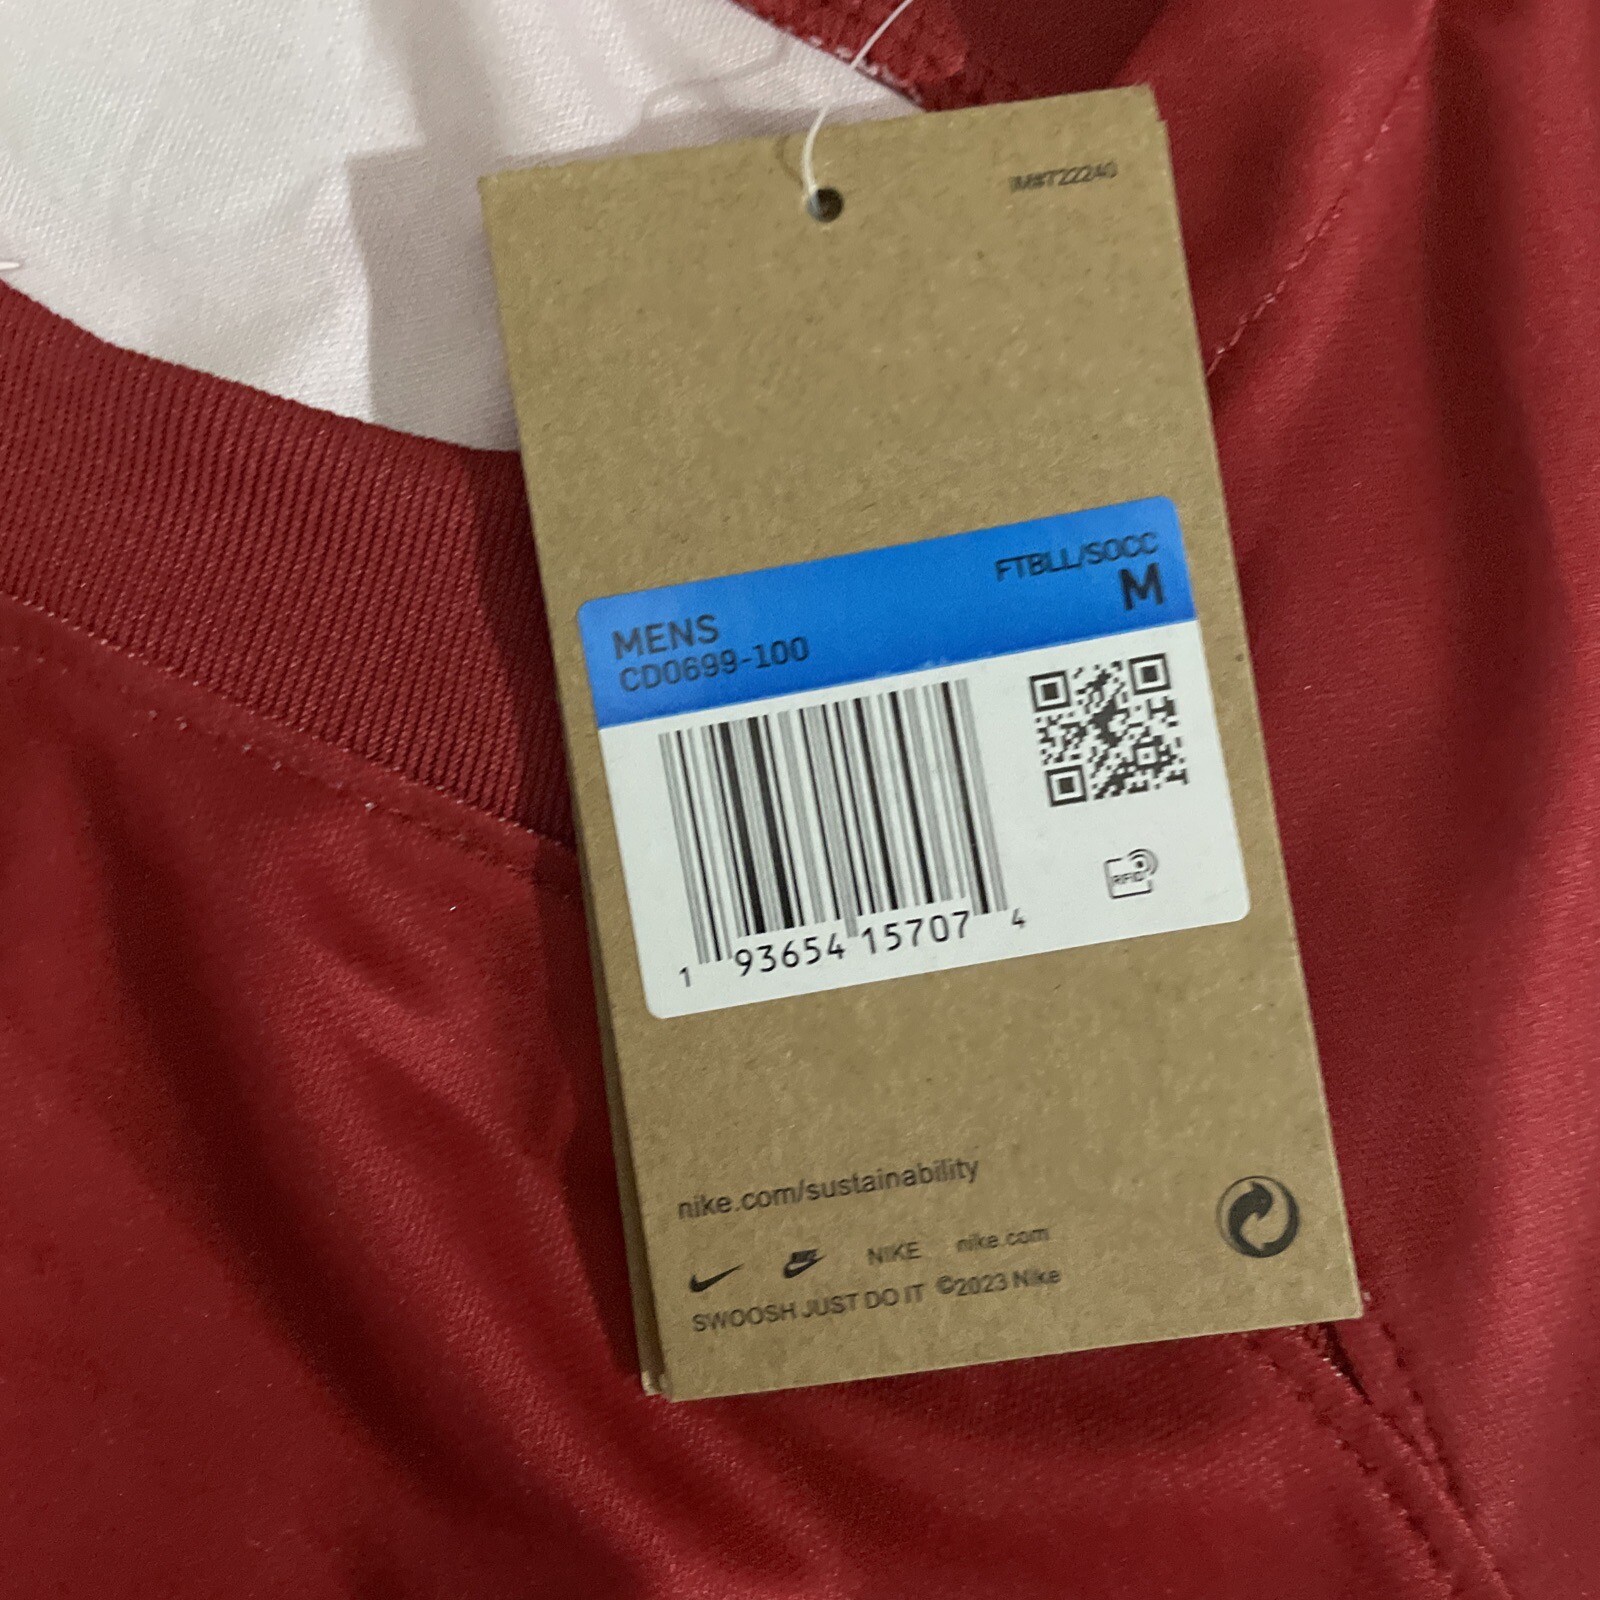 IM#722240
FTBLL/SOCC
M
MENS
CD0699-100
RFID
1 93654 15707 4
nike.com/sustainability
NIKE nike.com
SWOOSH JUST DO IT ©2023 Nike